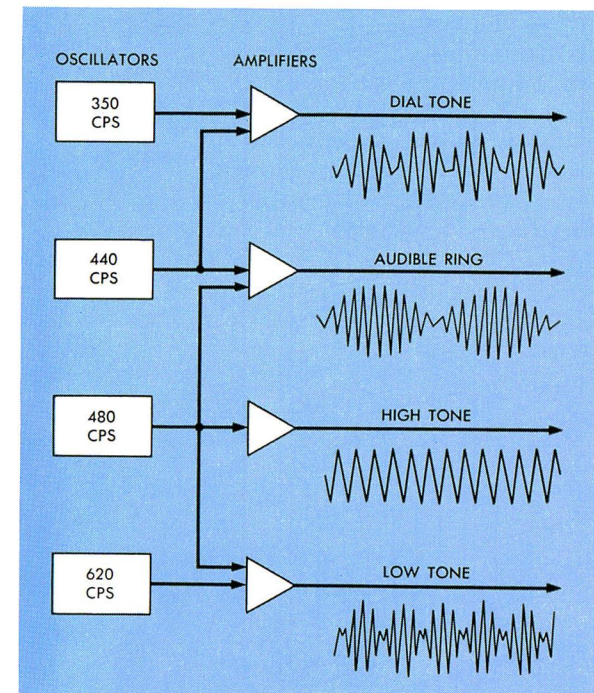 OSCILLATORS
AMPLIFIERS
350
CPS
DIAL TONE
440
CPS
AUDIBLE RING
480
CPS
HIGH TONE
620
CPS
LOW TONE